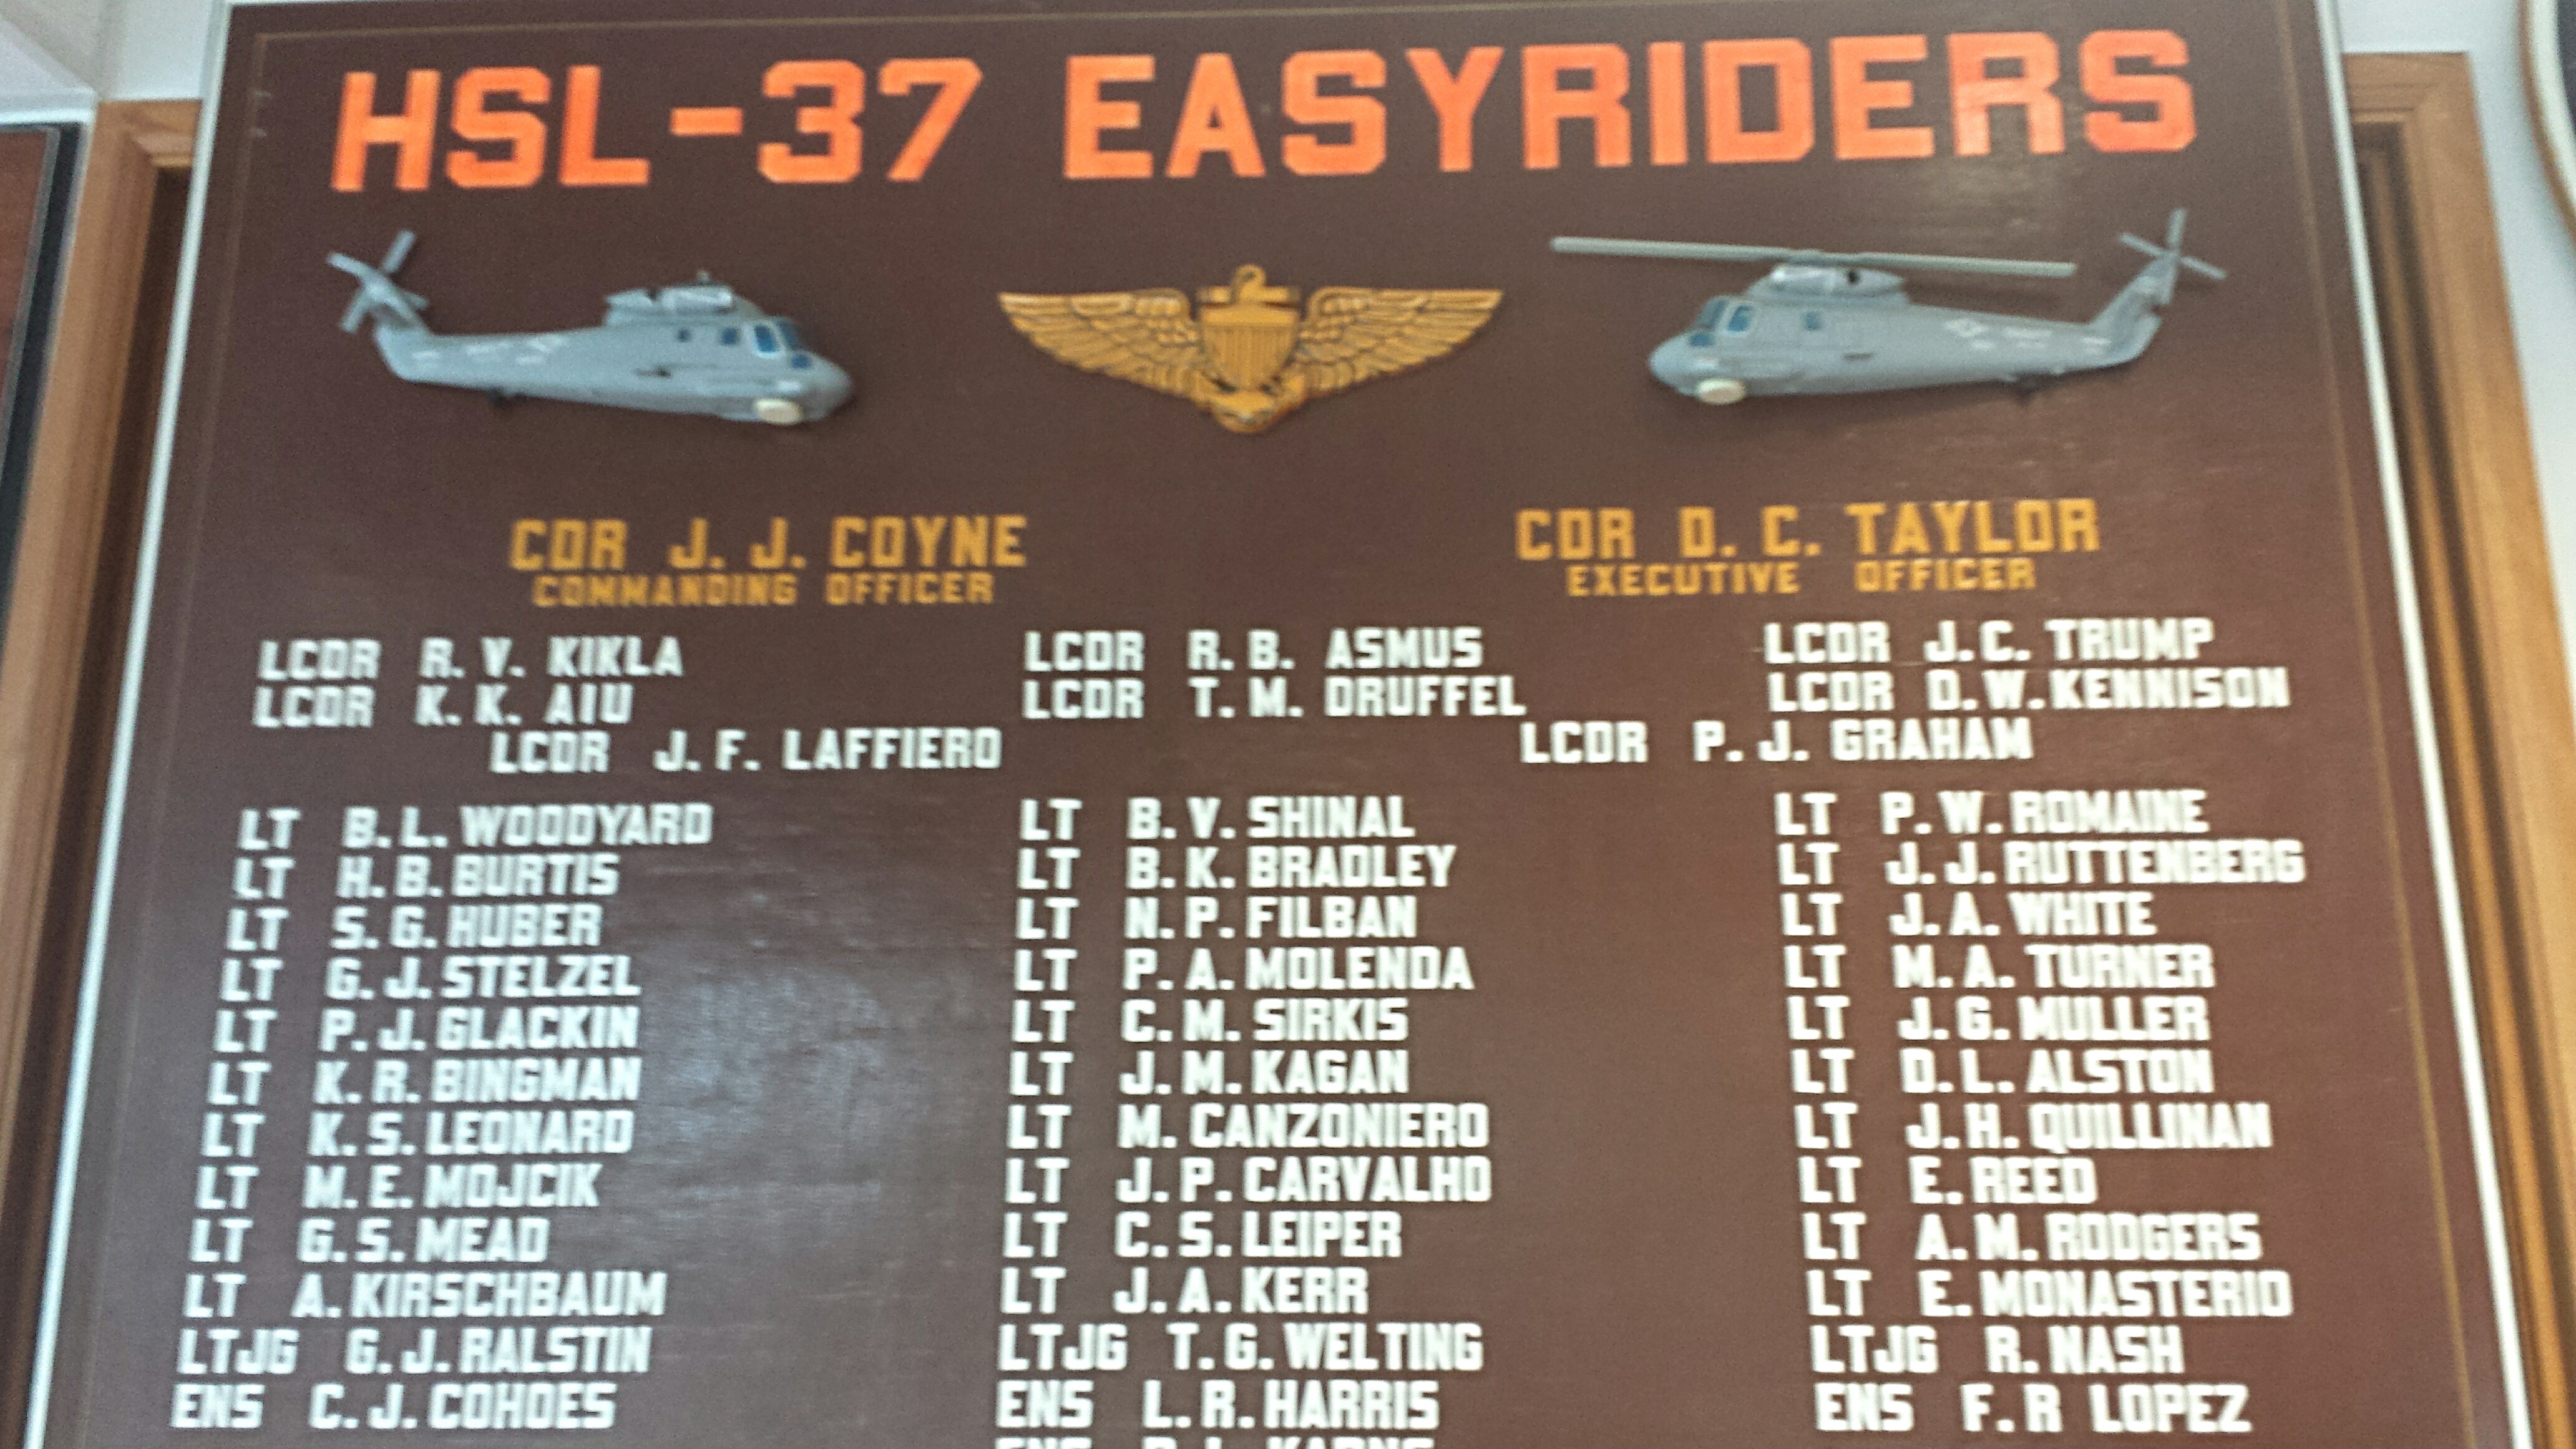 HSL-37 EASYRIDERS
CDR J. J. COYNE CDR D. C. TAYLOR
COMMANDING OFFICER EXECUTIVE OFFICER
LCDR R. V. KIKLA LCDR R. B. ASMUS LCDR J. C. TRUMP
LCDR K. K. AIU LCDR T. M. DRUFFEL LCDR D. W. KENNISON
LCDR J. F. LAFFIERO LCDR P. J. GRAHAM
LT B. L. WOODYARD LT B. V. SHINAL LT P. W. ROMAINE
LT H. B. BURTIS LT B. K. BRADLEY LT J. J. RUTTENBERG
LT S. G. HUBER LT N. P. FILBAN LT J. A. WHITE
LT G. J. STELZEL LT P. A. MOLENDA LT M. A. TURNER
LT P. J. GLACKIN LT C. M. SIRKIS LT J. G. MULLER
LT K. R. BINGMAN LT J. M. KAGAN LT D. L. ALSTON
LT K. S. LEONARD LT M. CANZONIERO LT J. H. QUILLINAN
LT M. E. MOJCIK LT J. P. CARVALHO LT E. REED
LT G. S. MEAD LT C. S. LEIPER LT A. M. RODGERS
LT A. KIRSCHBAUM LT J. A. KERR LT E. MONASTERIO
LTJG G. J. RALSTIN LTJG T. G. WELTING LTJG R. NASH
ENS C. J. COHOES ENS L. R. HARRIS ENS F. R LOPEZ
ENS